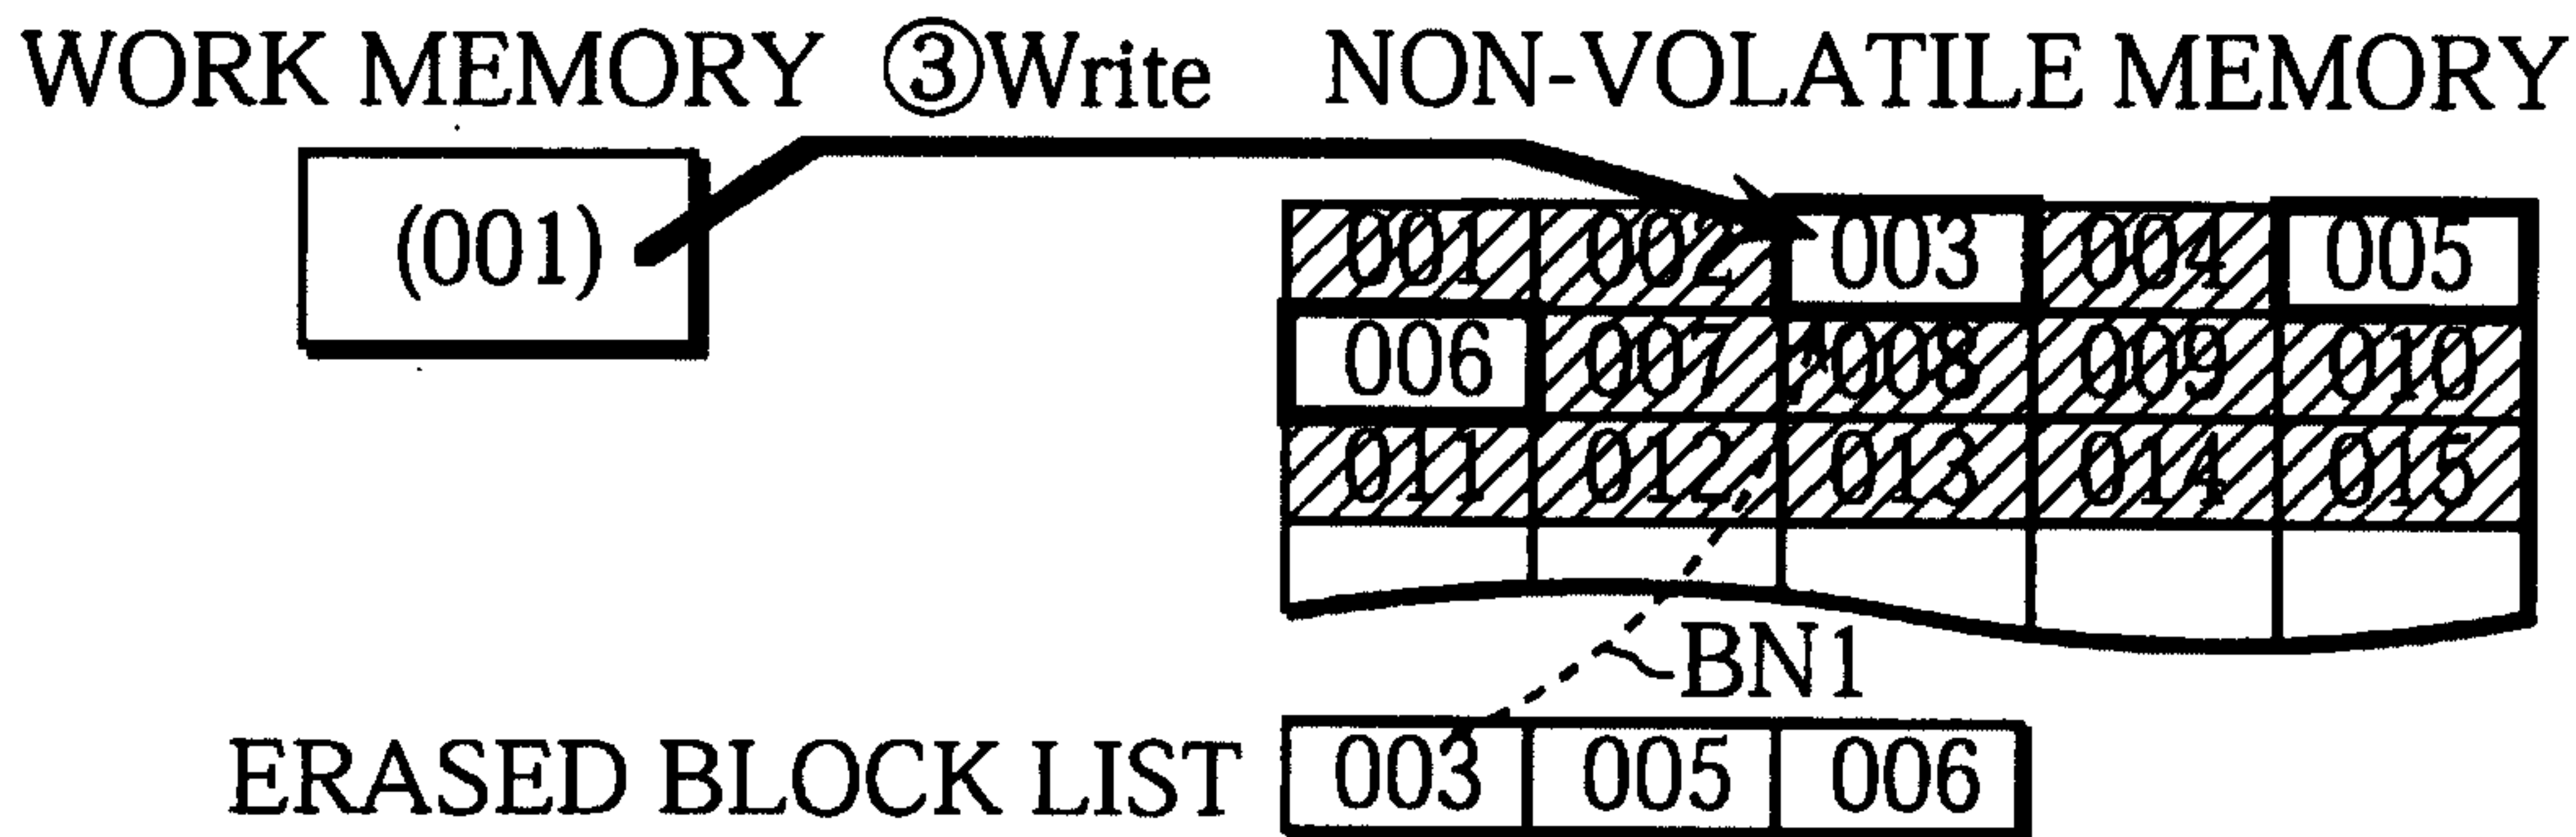 WORK MEMORY ③Write NON-VOLATILE MEMORY
(001)
001 002 003 004 005
006 007 008 009 010
011 012 013 014 015
BN1
ERASED BLOCK LIST 003 005 006